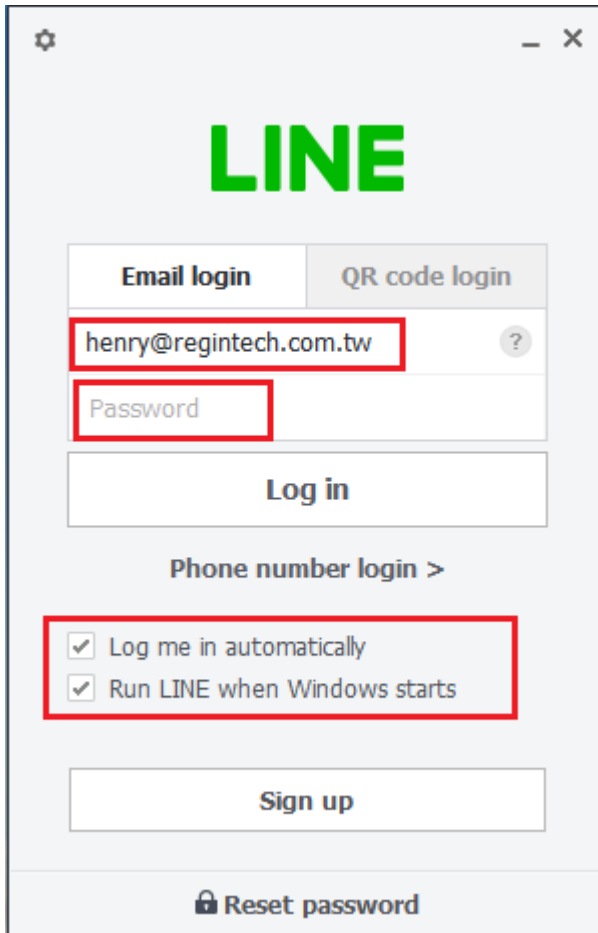 LINE
Email login QR code login
henry@regintech.com.tw ?
Password
Log in
Phone number login >
Log me in automatically
Run LINE when Windows starts
Sign up
Reset password